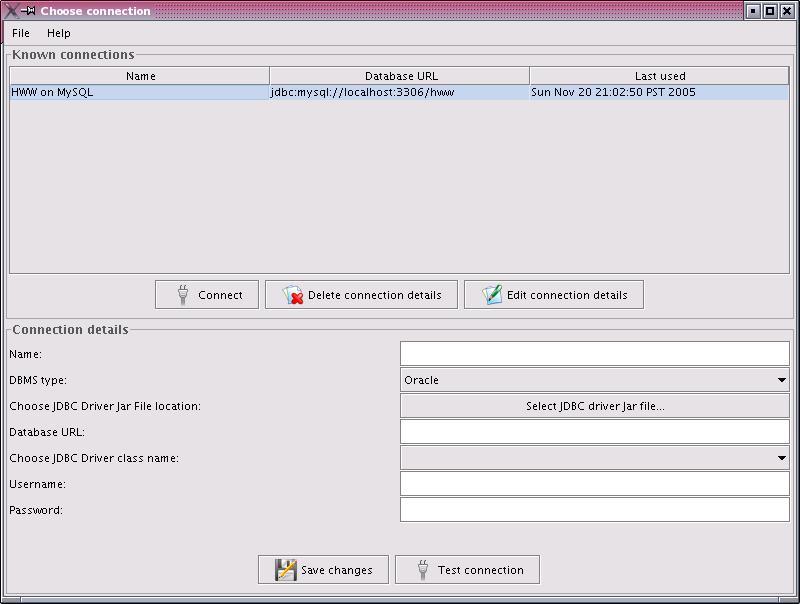 Choose connection
File Help
Known connections
Name Database URL Last used
HWW on MySQL jdbc:mysql://localhost:3306/hww Sun Nov 20 21:02:50 PST 2005
Connect Delete connection details Edit connection details
Connection details
Name:
DBMS type: Oracle
Choose JDBC Driver Jar File location: Select JDBC driver Jar file...
Database URL:
Choose JDBC Driver class name:
Username:
Password:
Save changes Test connection